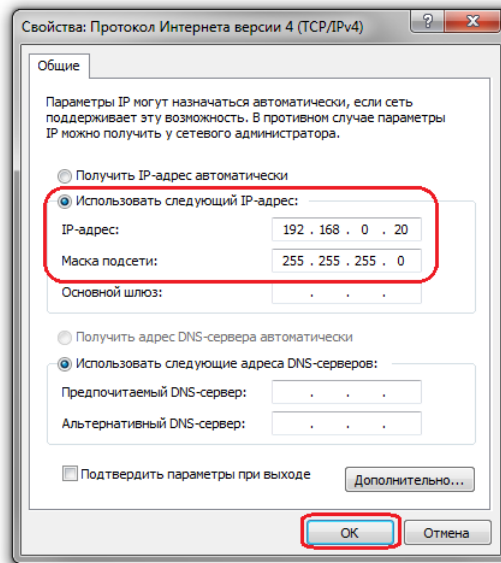 Свойства: Протокол Интернета версии 4 (TCP/IPv4)
Общие
Параметры IP могут назначаться автоматически, если сеть
поддерживает эту возможность. В противном случае параметры
IP можно получить у сетевого администратора.
Получить IP-адрес автоматически
Использовать следующий IP-адрес:
IP-адрес: 192 . 168 . 0 . 20
Маска подсети: 255 . 255 . 255 . 0
Основной шлюз: . . .
Получить адрес DNS-сервера автоматически
Использовать следующие адреса DNS-серверов:
Предпочитаемый DNS-сервер: . . .
Альтернативный DNS-сервер: . . .
Подтвердить параметры при выходе
Дополнительно...
ОК Отмена